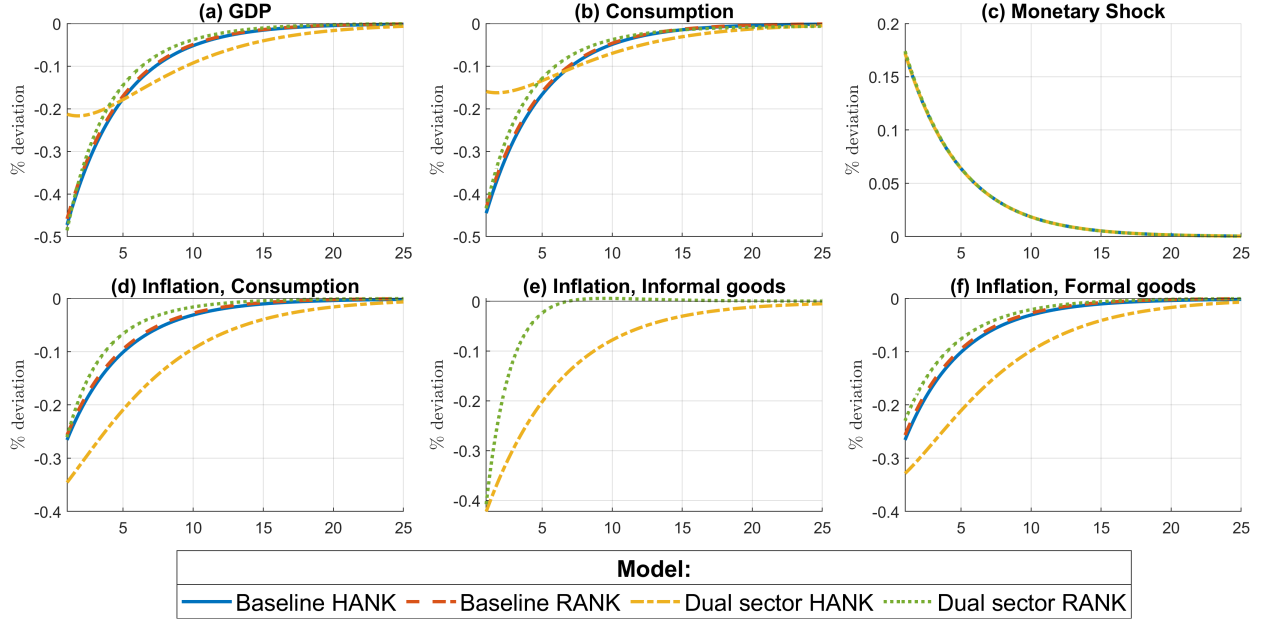 (a) GDP
0
-0.1
-0.2
-0.3
-0.4
-0.5
% deviation
5 10 15 20 25
(b) Consumption
0
-0.1
-0.2
-0.3
-0.4
-0.5
% deviation
5 10 15 20 25
(c) Monetary Shock
0.2
0.15
0.1
0.05
0
% deviation
5 10 15 20 25
(d) Inflation, Consumption
0
-0.1
-0.2
-0.3
-0.4
% deviation
5 10 15 20 25
(e) Inflation, Informal goods
0
-0.1
-0.2
-0.3
-0.4
% deviation
5 10 15 20 25
(f) Inflation, Formal goods
0
-0.1
-0.2
-0.3
-0.4
% deviation
5 10 15 20 25
Model:
Baseline HANK Baseline RANK Dual sector HANK Dual sector RANK